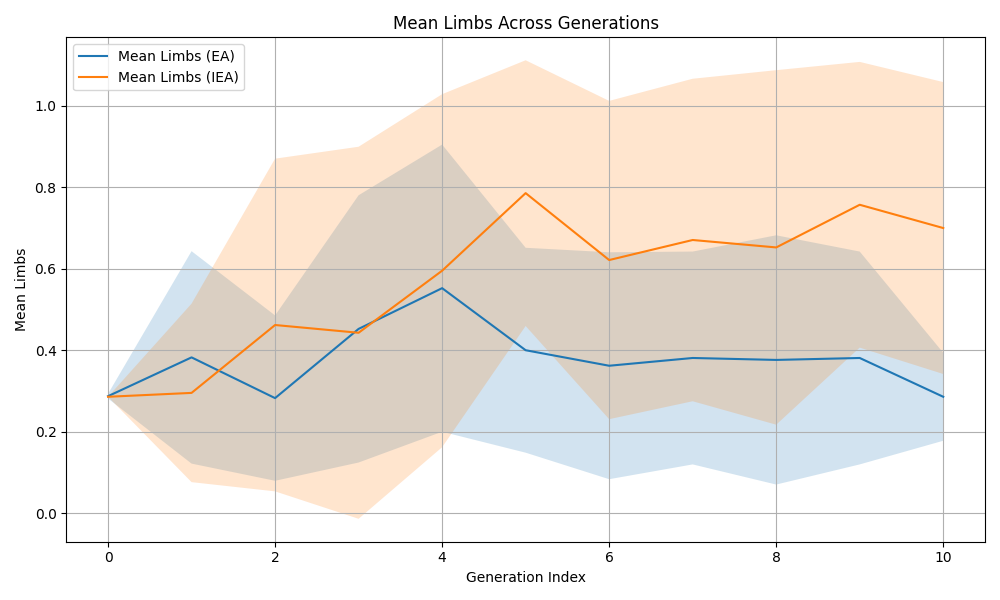 Mean Limbs Across Generations
Mean Limbs (EA)
Mean Limbs (IEA)
1.0
0.8
0.6
0.4
0.2
0.0
Mean Limbs
0 2 4 6 8 10
Generation Index